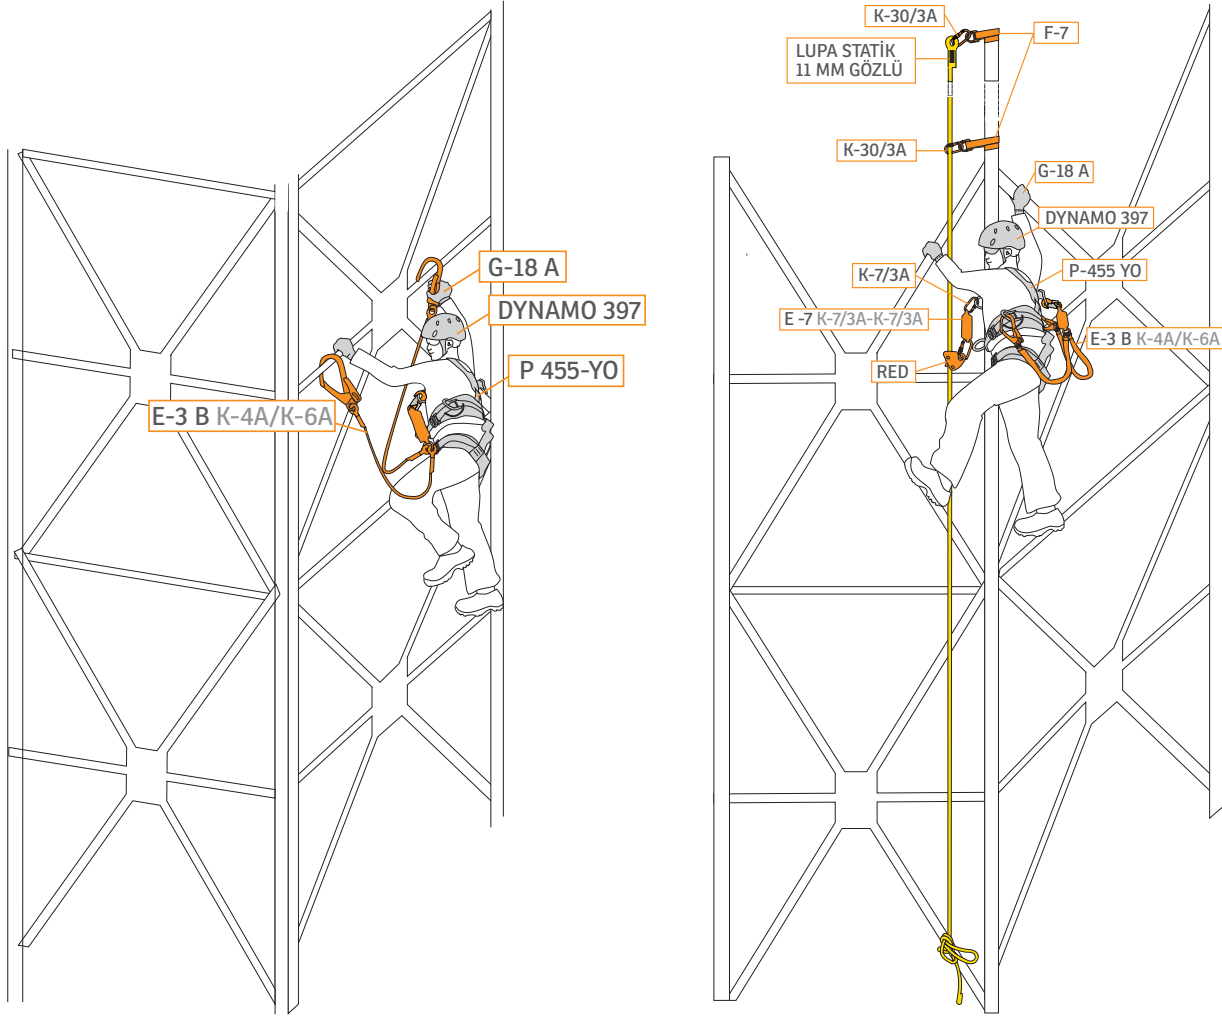 G-18 A
DYNAMO 397
P 455-YO
E-3 B K-4A/K-6A
K-30/3A
F-7
LUPA STATİK
11 MM GÖZLÜ
K-30/3A
G-18 A
DYNAMO 397
P-455 YO
K-7/3A
E -7 K-7/3A-K-7/3A
E-3 B K-4A/K-6A
RED